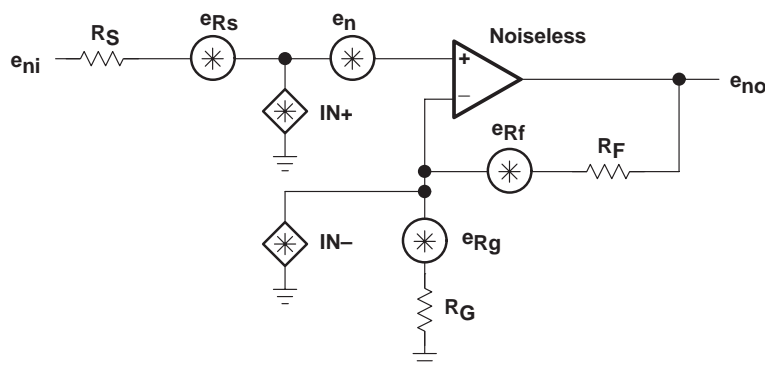 Noiseless
eni
RS
eRs
en
+
−
eno
IN+
eRf
RF
IN−
eRg
RG